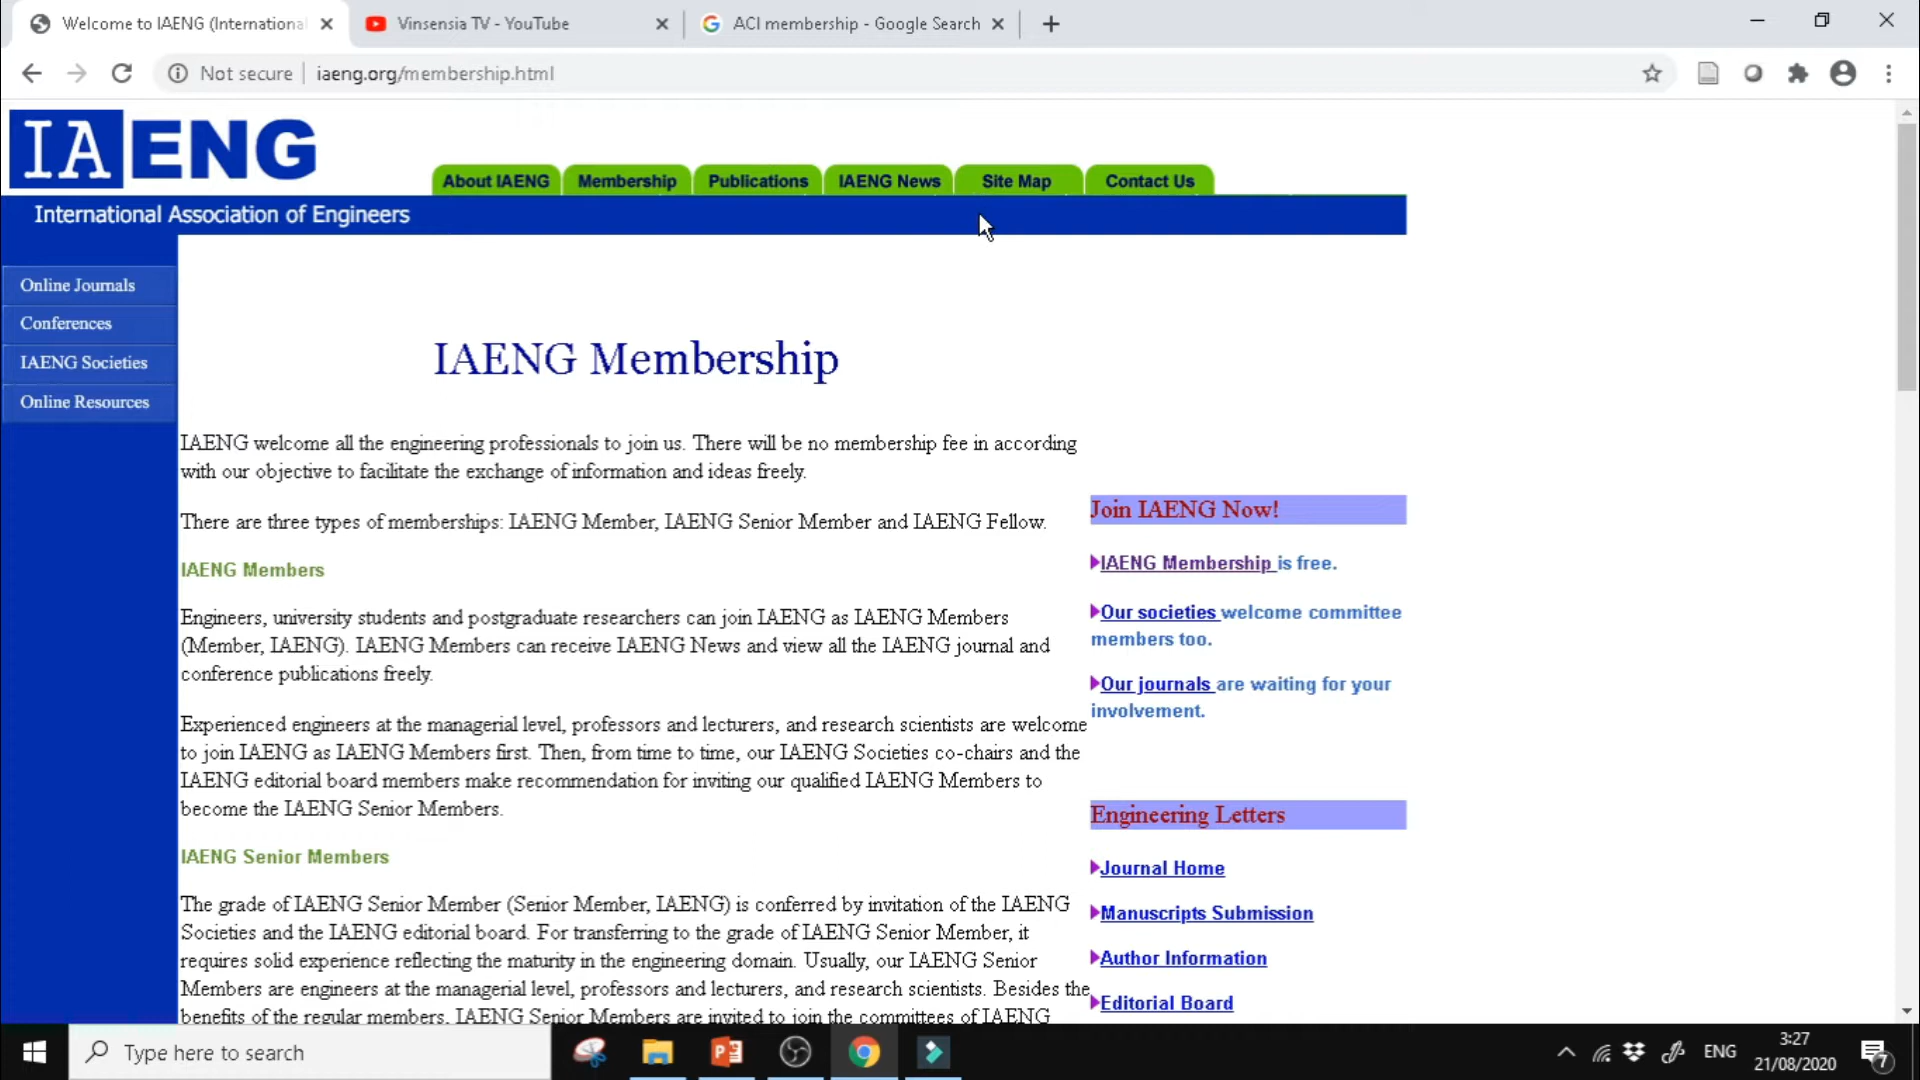 Welcome to IAENG (International
Vinsensia TV - YouTube
ACI membership - Google Search
Not secure
iaeng.org/membership.html
IAENG
About IAENG
Membership
Publications
IAENG News
Site Map
Contact Us
International Association of Engineers
Online Journals
Conferences
IAENG Societies
Online Resources
IAENG Membership
IAENG welcome all the engineering professionals to join us. There will be no membership fee in according
with our objective to facilitate the exchange of information and ideas freely.
There are three types of memberships: IAENG Member, IAENG Senior Member and IAENG Fellow.
IAENG Members
Engineers, university students and postgraduate researchers can join IAENG as IAENG Members
(Member, IAENG). IAENG Members can receive IAENG News and view all the IAENG journal and
conference publications freely.
Experienced engineers at the managerial level, professors and lecturers, and research scientists are welcome
to join IAENG as IAENG Members first. Then, from time to time, our IAENG Societies co-chairs and the
IAENG editorial board members make recommendation for inviting our qualified IAENG Members to
become the IAENG Senior Members.
IAENG Senior Members
The grade of IAENG Senior Member (Senior Member, IAENG) is conferred by invitation of the IAENG
Societies and the IAENG editorial board. For transferring to the grade of IAENG Senior Member, it
requires solid experience reflecting the maturity in the engineering domain. Usually, our IAENG Senior
Members are engineers at the managerial level, professors and lecturers, and research scientists. Besides the
benefits of the regular members, IAENG Senior Members are invited to join the committees of IAENG
Join IAENG Now!
IAENG Membership is free.
Our societies welcome committee
members too.
Our journals are waiting for your
involvement.
Engineering Letters
Journal Home
Manuscripts Submission
Author Information
Editorial Board
Type here to search
ENG
3:27
21/08/2020
7